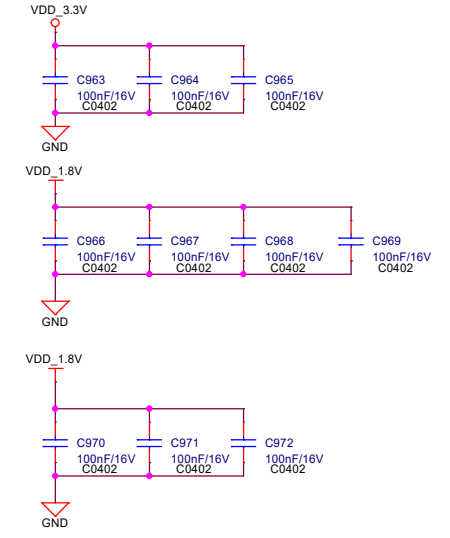 VDD_3.3V
C963 C964 C965
100nF/16V 100nF/16V 100nF/16V
C0402 C0402 C0402
GND
VDD_1.8V
C966 C967 C968 C969
100nF/16V 100nF/16V 100nF/16V 100nF/16V
C0402 C0402 C0402 C0402
GND
VDD_1.8V
C970 C971 C972
100nF/16V 100nF/16V 100nF/16V
C0402 C0402 C0402
GND